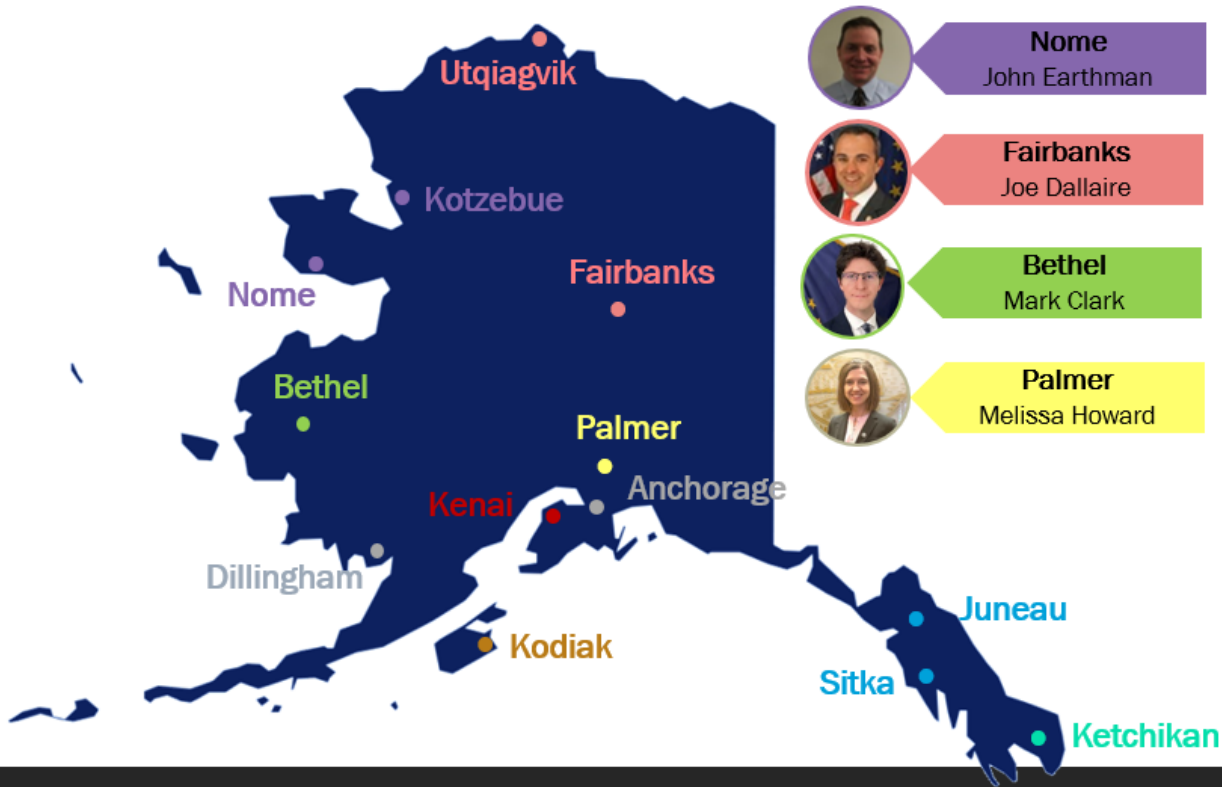 Utqiagvik
Kotzebue
Nome
Fairbanks
Bethel
Palmer
Anchorage
Kenai
Dillingham
Kodiak
Juneau
Sitka
Ketchikan
Nome
John Earthman
Fairbanks
Joe Dallaire
Bethel
Mark Clark
Palmer
Melissa Howard